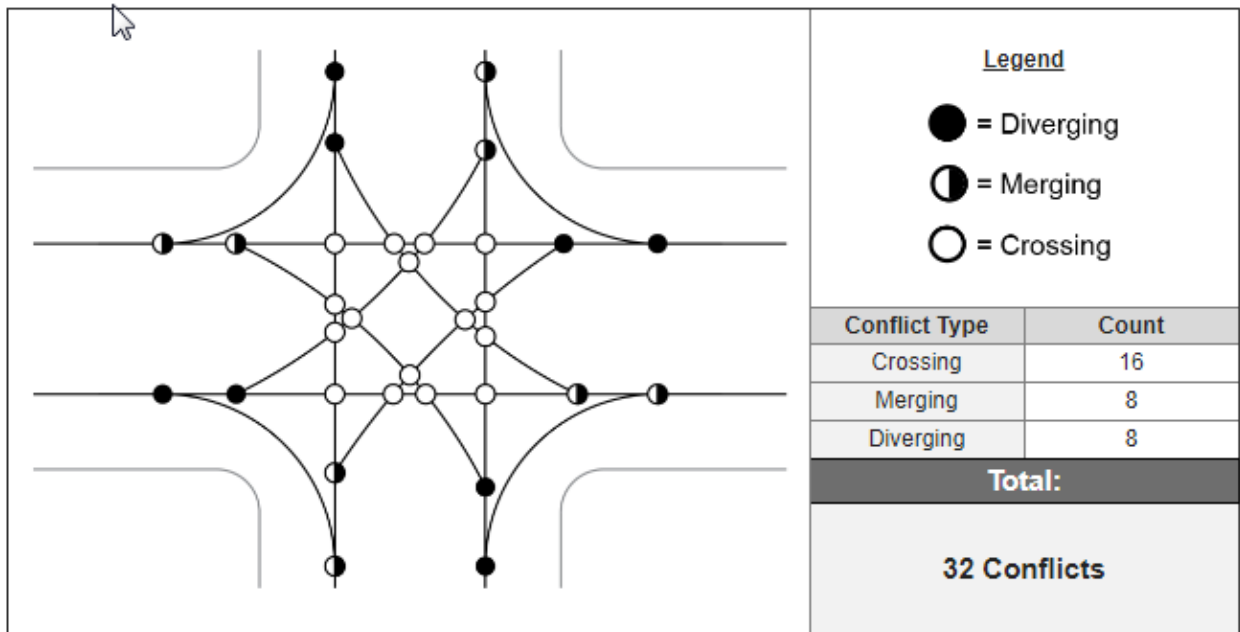 Legend
= Diverging
= Merging
= Crossing
Conflict Type Count
Crossing 16
Merging 8
Diverging 8
Total:
32 Conflicts